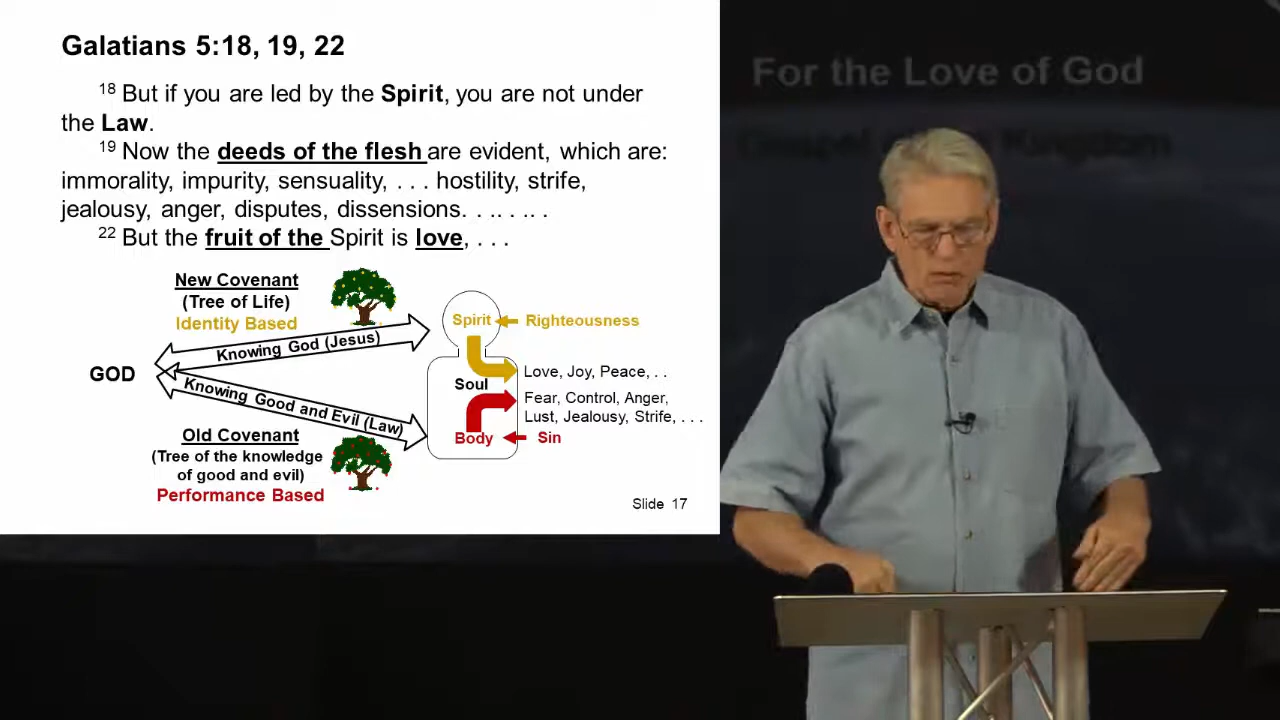 Galatians 5:18, 19, 22
18 But if you are led by the Spirit, you are not under
the Law.
19 Now the deeds of the flesh are evident, which are:
immorality, impurity, sensuality, . . . hostility, strife,
jealousy, anger, disputes, dissensions. . .. . .. .
22 But the fruit of the Spirit is love, . . .
New Covenant
(Tree of Life)
Identity Based
Knowing God (Jesus)
GOD
Knowing Good and Evil (Law)
Old Covenant
(Tree of the knowledge
of good and evil)
Performance Based
Spirit
Righteousness
Soul
Love, Joy, Peace, . .
Fear, Control, Anger,
Lust, Jealousy, Strife, . . .
Body
Sin
Slide 17
For the Love of God
Gospel of the Kingdom